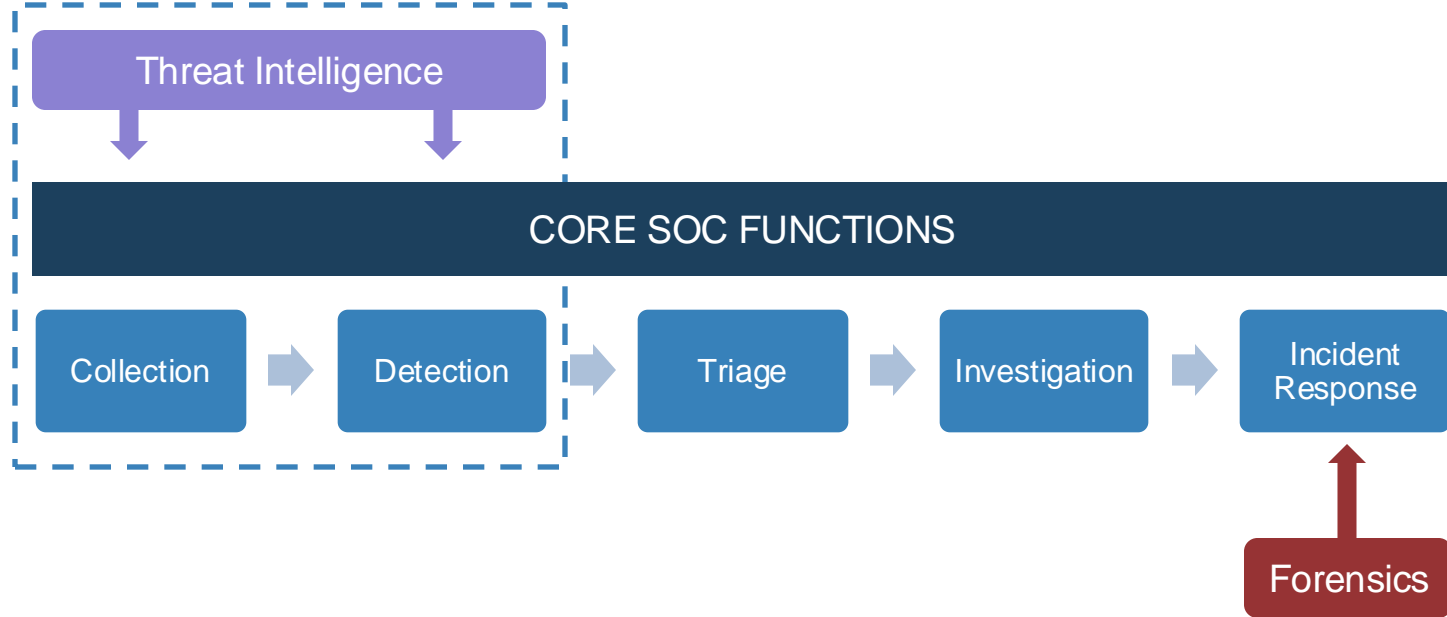 Threat Intelligence
CORE SOC FUNCTIONS
Collection
Detection
Triage
Investigation
Incident
Response
Forensics